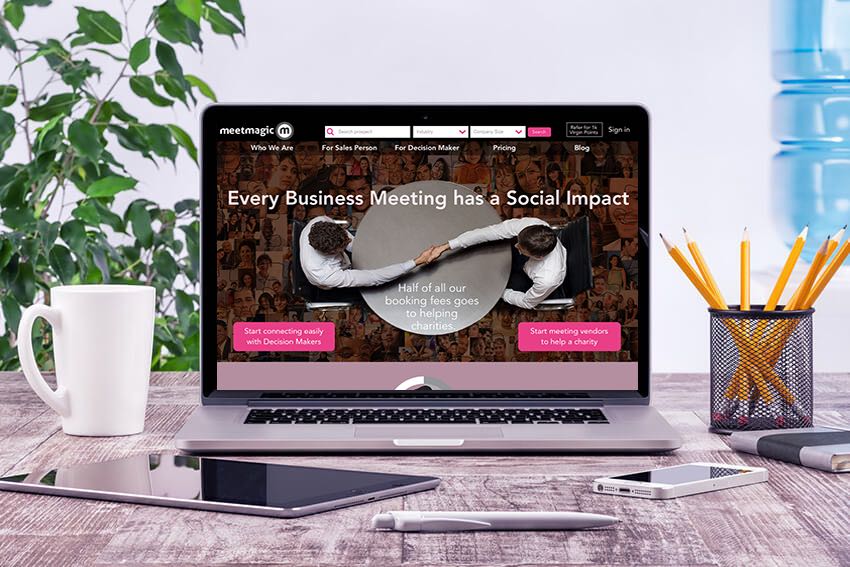 meetmagic m
Search prospect
Industry
Company Size
Search
Refer for 1k
Virgin Points
Sign in
Who We Are
For Sales Person
For Decision Maker
Pricing
Blog
Every Business Meeting has a Social Impact
Half of all our
booking fees goes
to helping
charities.
Start connecting easily
with Decision Makers
Start meeting vendors
to help a charity